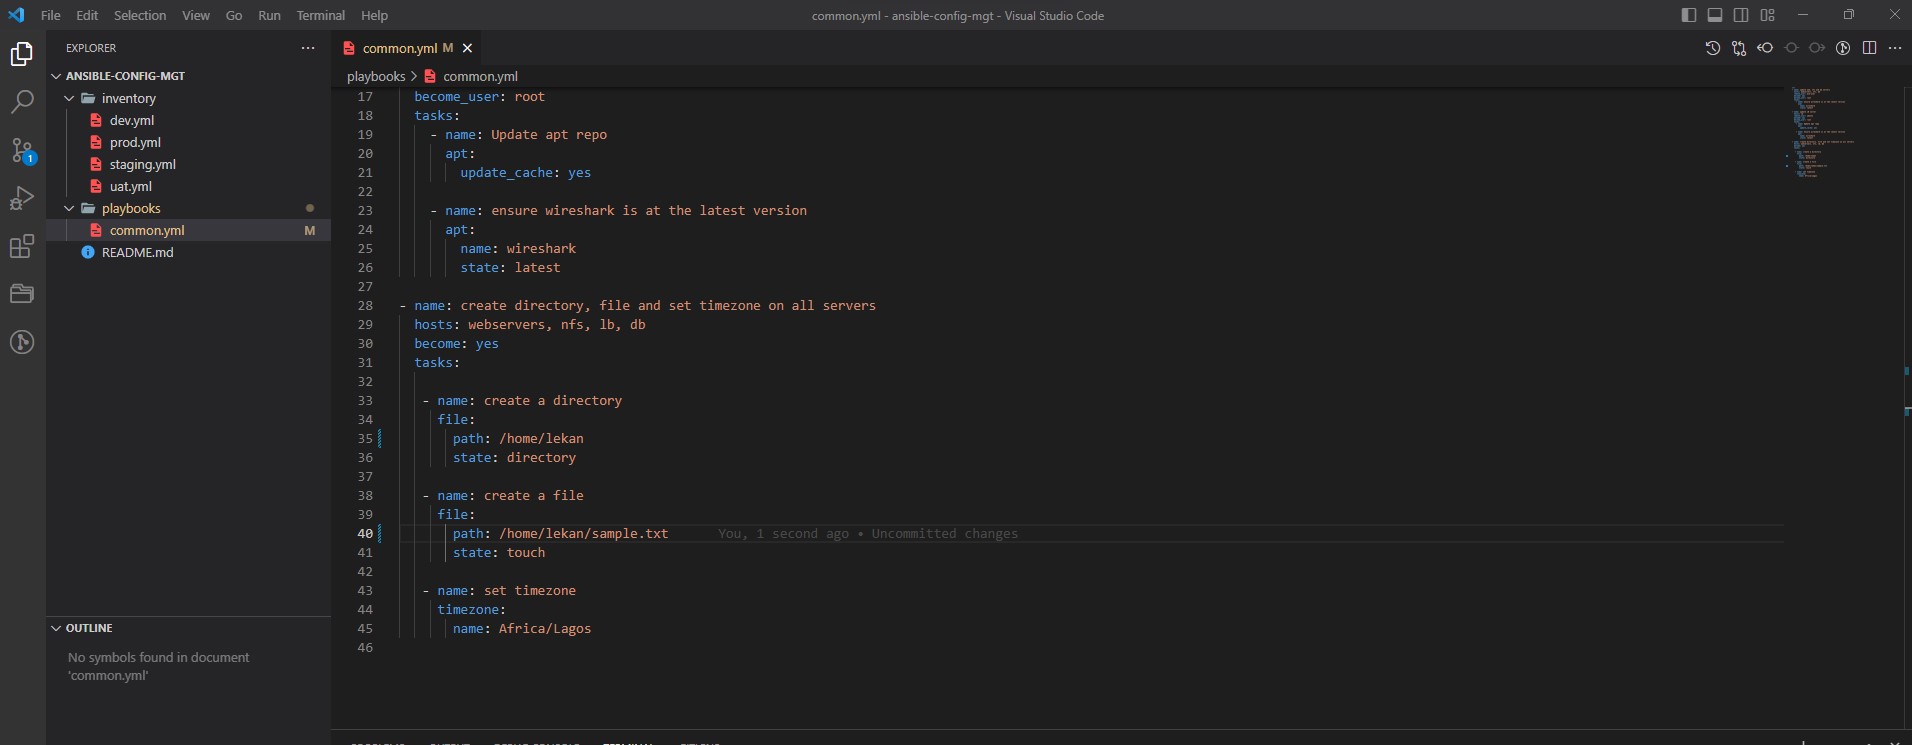 File Edit Selection View Go Run Terminal Help
common.yml - ansible-config-mgt - Visual Studio Code
EXPLORER
ANSIBLE-CONFIG-MGT
inventory
dev.yml
prod.yml
staging.yml
uat.yml
playbooks
common.yml M
README.md
1
OUTLINE
No symbols found in document
'common.yml'
common.yml M
playbooks > common.yml
17 become_user: root
18 tasks:
19 - name: Update apt repo
20 apt:
21 update_cache: yes
22
23 - name: ensure wireshark is at the latest version
24 apt:
25 name: wireshark
26 state: latest
27
28 - name: create directory, file and set timezone on all servers
29 hosts: webservers, nfs, lb, db
30 become: yes
31 tasks:
32
33 - name: create a directory
34 file:
35 path: /home/lekan
36 state: directory
37
38 - name: create a file
39 file:
40 path: /home/lekan/sample.txt You, 1 second ago • Uncommitted changes
41 state: touch
42
43 - name: set timezone
44 timezone:
45 name: Africa/Lagos
46